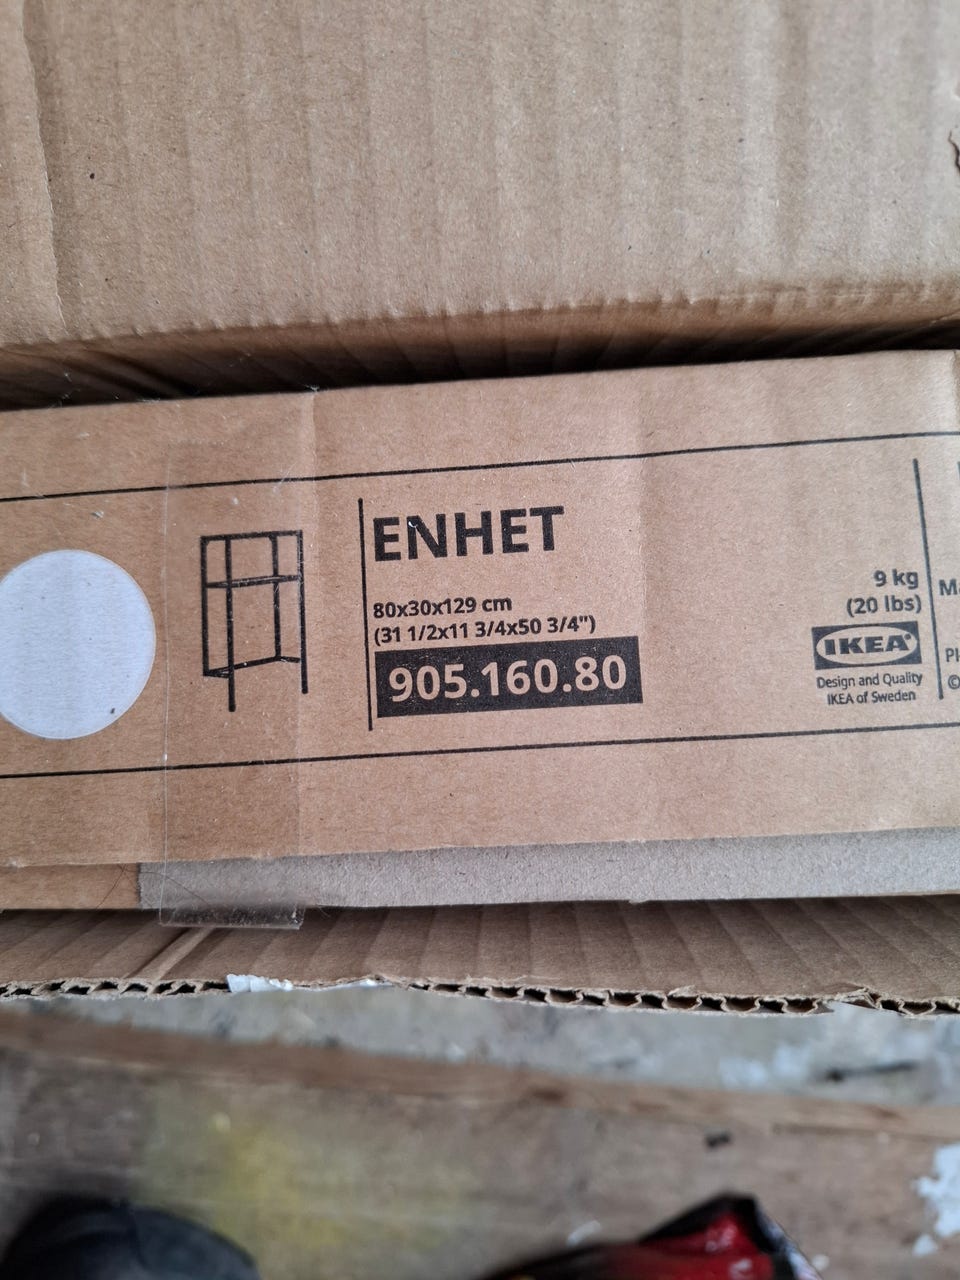 ENHET
80x30x129 cm
(31 1/2x11 3/4x50 3/4")
905.160.80
9 kg
(20 lbs)
IKEA®
Design and Quality
IKEA of Sweden
©